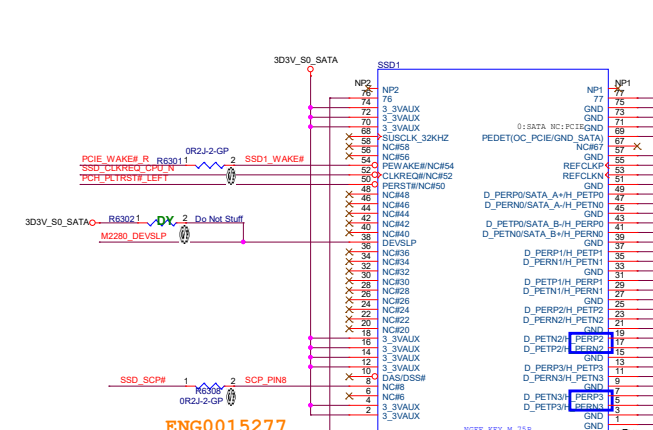 3D3V_S0_SATA
SSD1
NP2 NP2 NP1 NP1
76 76 77 77
74 3_3VAUX GND 75
72 3_3VAUX GND 73
70 3_3VAUX 0:SATA NC:PCIE GND 71
68 SUSCLK_32KHZ PEDET(OC_PCIE/GND_SATA) 69
58 NC#58 NC#67 67
0R2J-2-GP 56 NC#56 GND 57
PCIE_WAKE#_R R6301 1 2 SSD1_WAKE# 54 PEWAKE#/NC#54 REFCLKP 55
SSD_CLKREQ_CPU_N 52 CLKREQ#/NC#52 REFCLKN 53
PCH_PLTRST#_LEFT 50 PERST#/NC#50 GND 51
48 NC#48 D_PERP0/SATA_A+/H_PETP0 49
46 NC#46 D_PERN0/SATA_A-/H_PETN0 47
44 NC#44 GND 45
3D3V_S0_SATA R6302 1 DY 2 Do Not Stuff 42 NC#42 D_PETP0/SATA_B-/H_PERP0 43
40 NC#40 D_PETN0/SATA_B+/H_PERN0 41
M2280_DEVSLP 38 DEVSLP GND 39
36 NC#36 D_PERP1/H_PETP1 37
34 NC#34 D_PERN1/H_PETN1 35
32 NC#32 GND 33
30 NC#30 D_PETP1/H_PERP1 31
28 NC#28 D_PETN1/H_PERN1 29
26 NC#26 GND 27
24 NC#24 D_PERP2/H_PETP2 25
22 NC#22 D_PERN2/H_PETN2 23
20 NC#20 GND 21
18 3_3VAUX D_PETN2/H_PERP2 19
16 3_3VAUX D_PETP2/H_PERN2 17
14 3_3VAUX GND 15
12 3_3VAUX D_PERP3/H_PETP3 13
10 DAS/DSS# D_PERN3/H_PETN3 11
SSD_SCP# 1 2 SCP_PIN8 8 NC#8 GND 9
R6308 6 NC#6 D_PETN3/H_PERP3 7
0R2J-2-GP 4 3_3VAUX D_PETP3/H_PERN3 5
2 3_3VAUX GND 3
GND 1
ENG0015277
NGFF KEY M 75P